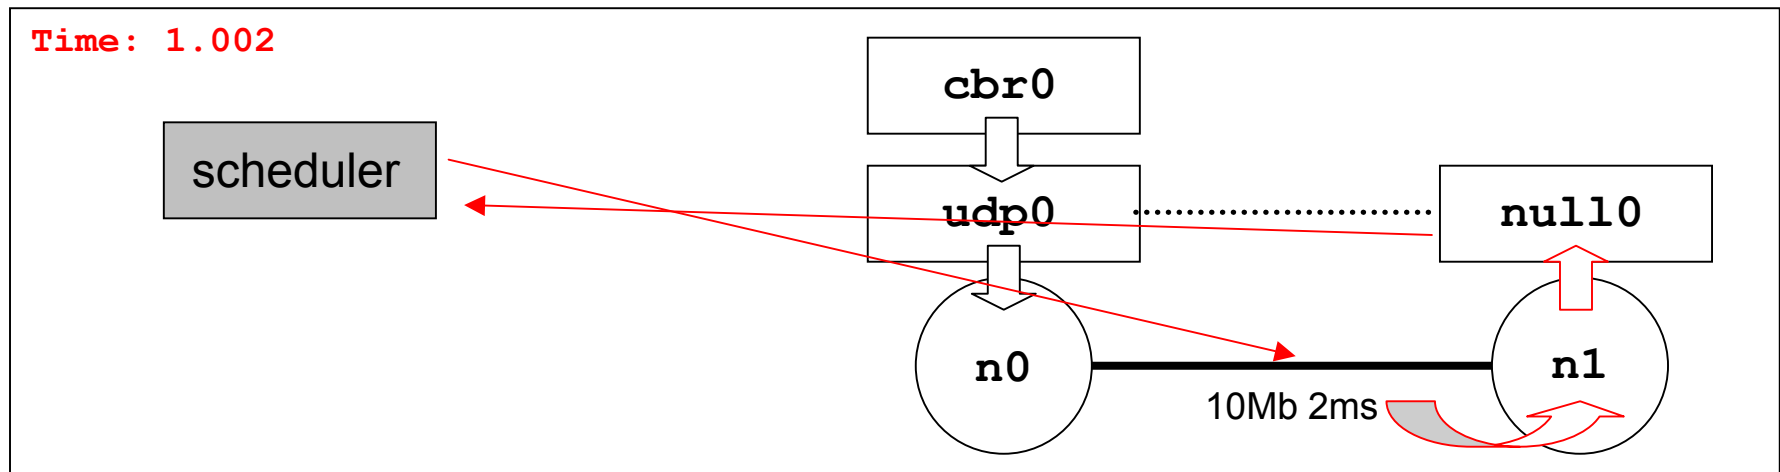 Time: 1.002
cbr0
scheduler
udp0
null0
n0
n1
10Mb 2ms